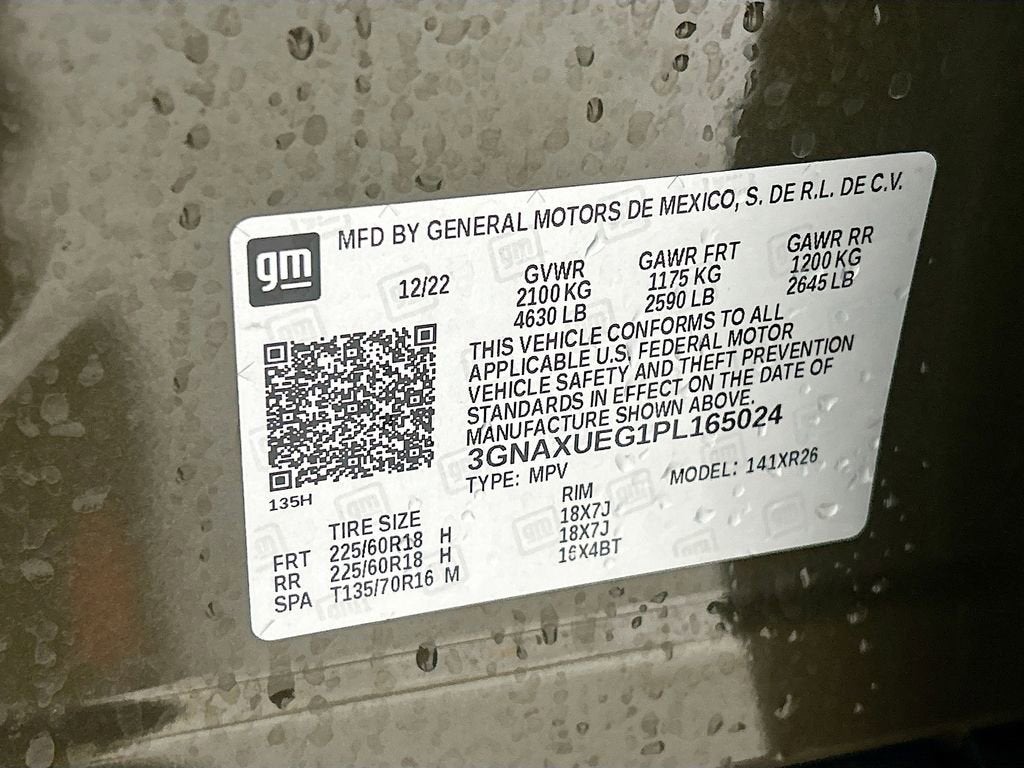 gm
MFD BY GENERAL MOTORS DE MEXICO, S. DE R.L. DE C.V.
12/22
GVWR
2100 KG
4630 LB
GAWR FRT
1175 KG
2590 LB
GAWR RR
1200 KG
2645 LB
THIS VEHICLE CONFORMS TO ALL
APPLICABLE U.S. FEDERAL MOTOR
VEHICLE SAFETY AND THEFT PREVENTION
STANDARDS IN EFFECT ON THE DATE OF
MANUFACTURE SHOWN ABOVE.
3GNAXUEG1PL165024
TYPE: MPV MODEL: 141XR26
135H
TIRE SIZE RIM
FRT 225/60R18 H 18X7J
RR 225/60R18 H 18X7J
SPA T135/70R16 M 16X4BT